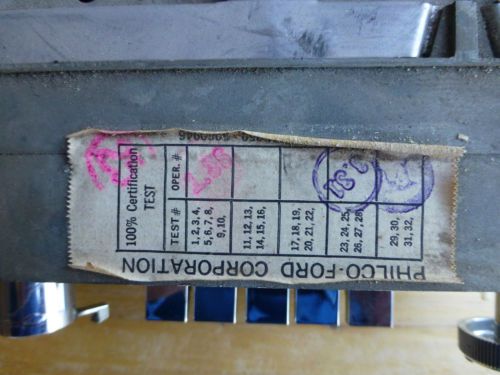 100% Certification
TEST
TEST # OPER. #
1, 2, 3, 4,
5, 6, 7, 8,
9, 10,
11, 12, 13,
14, 15, 16,
17, 18, 19,
20, 21, 22,
23, 24, 25,
26, 27, 28
29, 30,
31, 32,
PHILCO-FORD CORPORATION